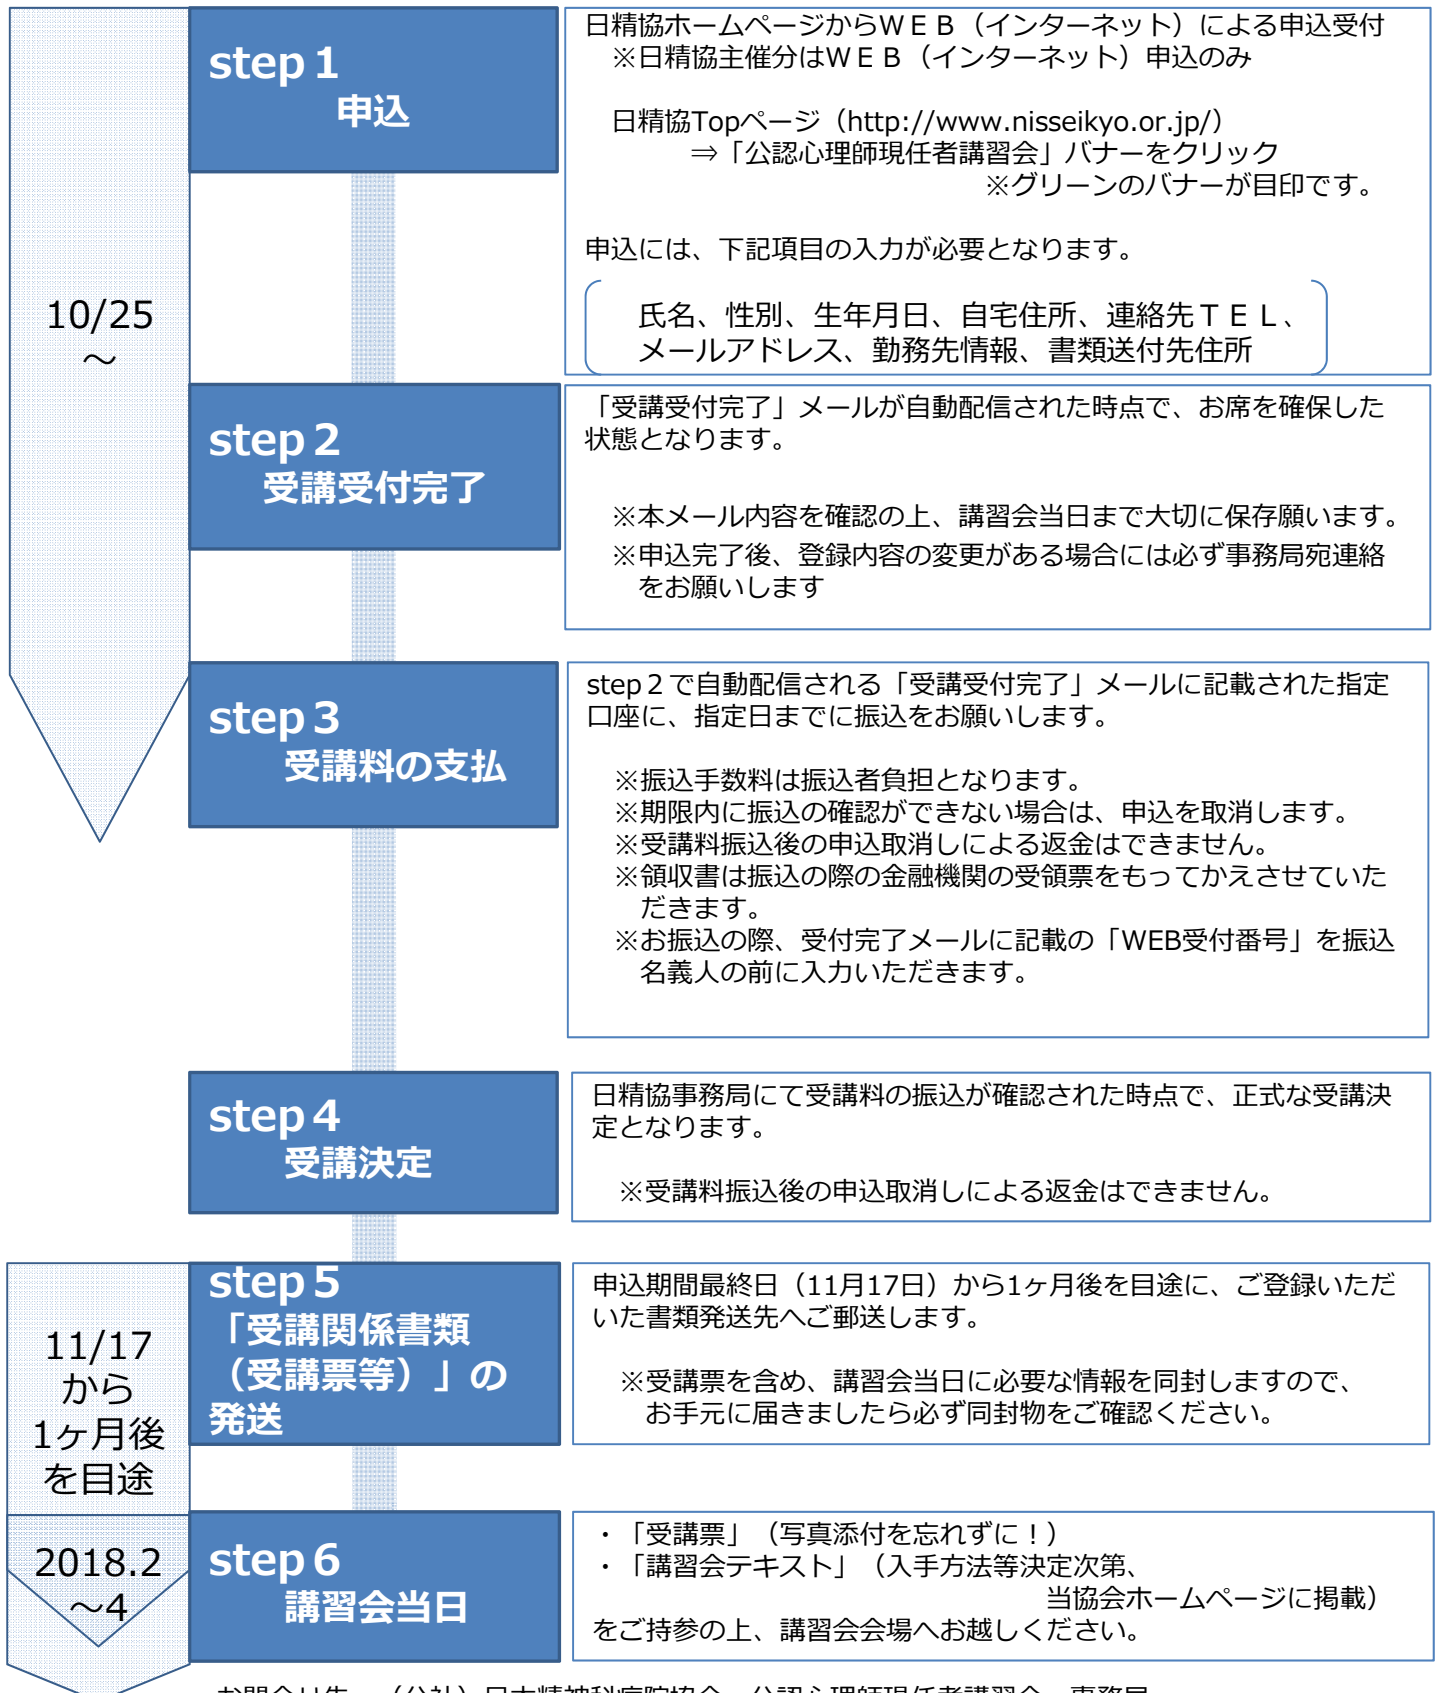 10/25
～
step１
申込
日精協ホームページからＷＥＢ（インターネット）による申込受付
※日精協主催分はＷＥＢ（インターネット）申込のみ
日精協Topページ（http://www.nisseikyo.or.jp/）
⇒「公認心理師現任者講習会」バナーをクリック
※グリーンのバナーが目印です。
申込には、下記項目の入力が必要となります。
氏名、性別、生年月日、自宅住所、連絡先ＴＥＬ、
メールアドレス、勤務先情報、書類送付先住所
step２
受講受付完了
「受講受付完了」メールが自動配信された時点で、お席を確保した
状態となります。
※本メール内容を確認の上、講習会当日まで大切に保存願います。
※申込完了後、登録内容の変更がある場合には必ず事務局宛連絡
をお願いします
step３
受講料の支払
step２で自動配信される「受講受付完了」メールに記載された指定
口座に、指定日までに振込をお願いします。
※振込手数料は振込者負担となります。
※期限内に振込の確認ができない場合は、申込を取消します。
※受講料振込後の申込取消しによる返金はできません。
※領収書は振込の際の金融機関の受領票をもってかえさせていた
だきます。
※お振込の際、受付完了メールに記載の「WEB受付番号」を振込
名義人の前に入力いただきます。
step４
受講決定
日精協事務局にて受講料の振込が確認された時点で、正式な受講決
定となります。
※受講料振込後の申込取消しによる返金はできません。
11/17
から
1ヶ月後
を目途
step５
「受講関係書類
（受講票等）」の
発送
申込期間最終日（11月17日）から1ヶ月後を目途に、ご登録いただ
いた書類発送先へご郵送します。
※受講票を含め、講習会当日に必要な情報を同封しますので、
お手元に届きましたら必ず同封物をご確認ください。
2018.2
～4
step６
講習会当日
・「受講票」（写真添付を忘れずに！）
・「講習会テキスト」（入手方法等決定次第、
当協会ホームページに掲載）
をご持参の上、講習会会場へお越しください。